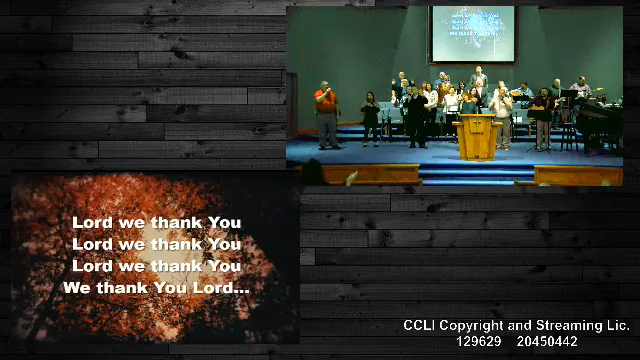 Lord we thank You
Lord we thank You
Lord we thank You
We thank You Lord...
CCLI Copyright and Streaming Lic.
129629 20450442